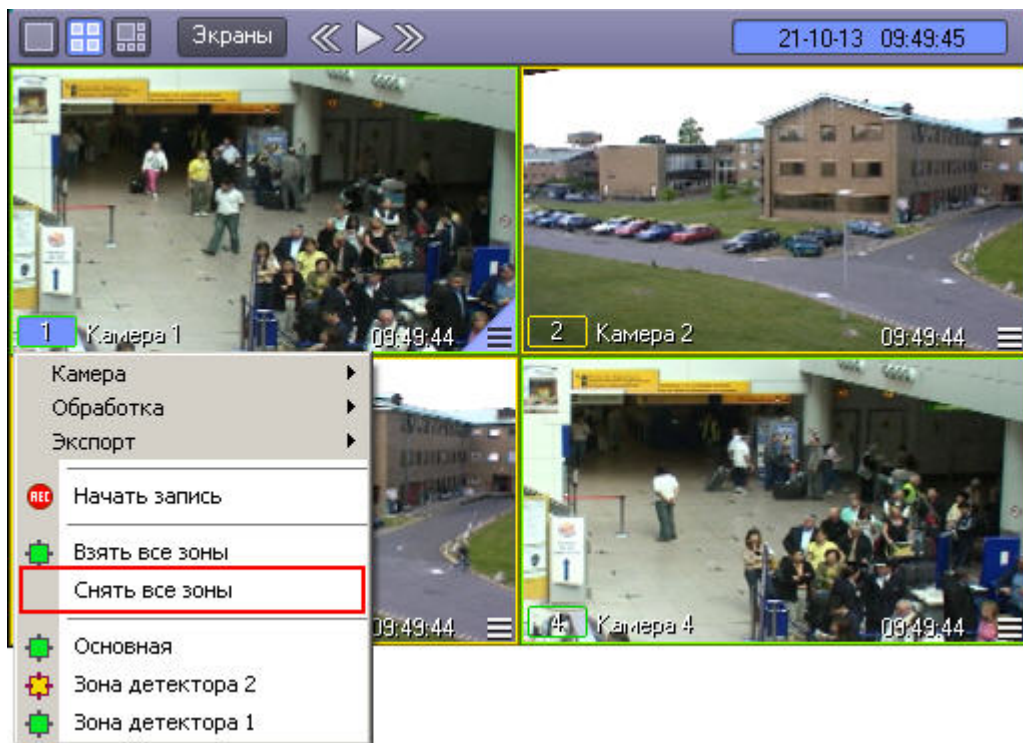 Экраны
21-10-13 09:49:45
1 Камера 1 09:49:44
2 Камера 2 09:49:44
Камера
Обработка
Экспорт
REC Начать запись
Взять все зоны
Снять все зоны
Основная
Зона детектора 2
Зона детектора 1
09:49:44
4 Камера 4 09:49:44